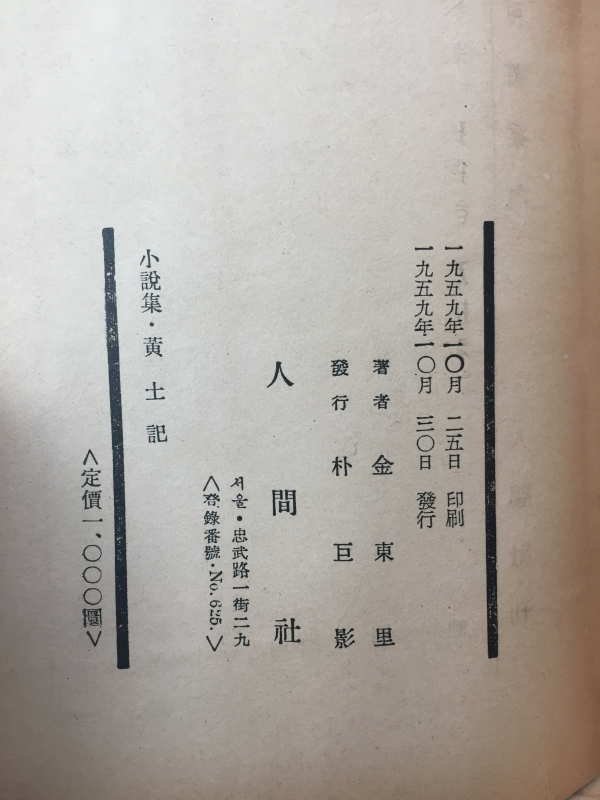 一九五九年一〇月 二五日 印刷
一九五九年一〇月 三〇日 發行
著者 金東里
發行 朴巨影
人間社
서울・忠武路一街二九
<登錄番號・No. 625.>
小說集・黃土記
<定價一、〇〇〇圜>